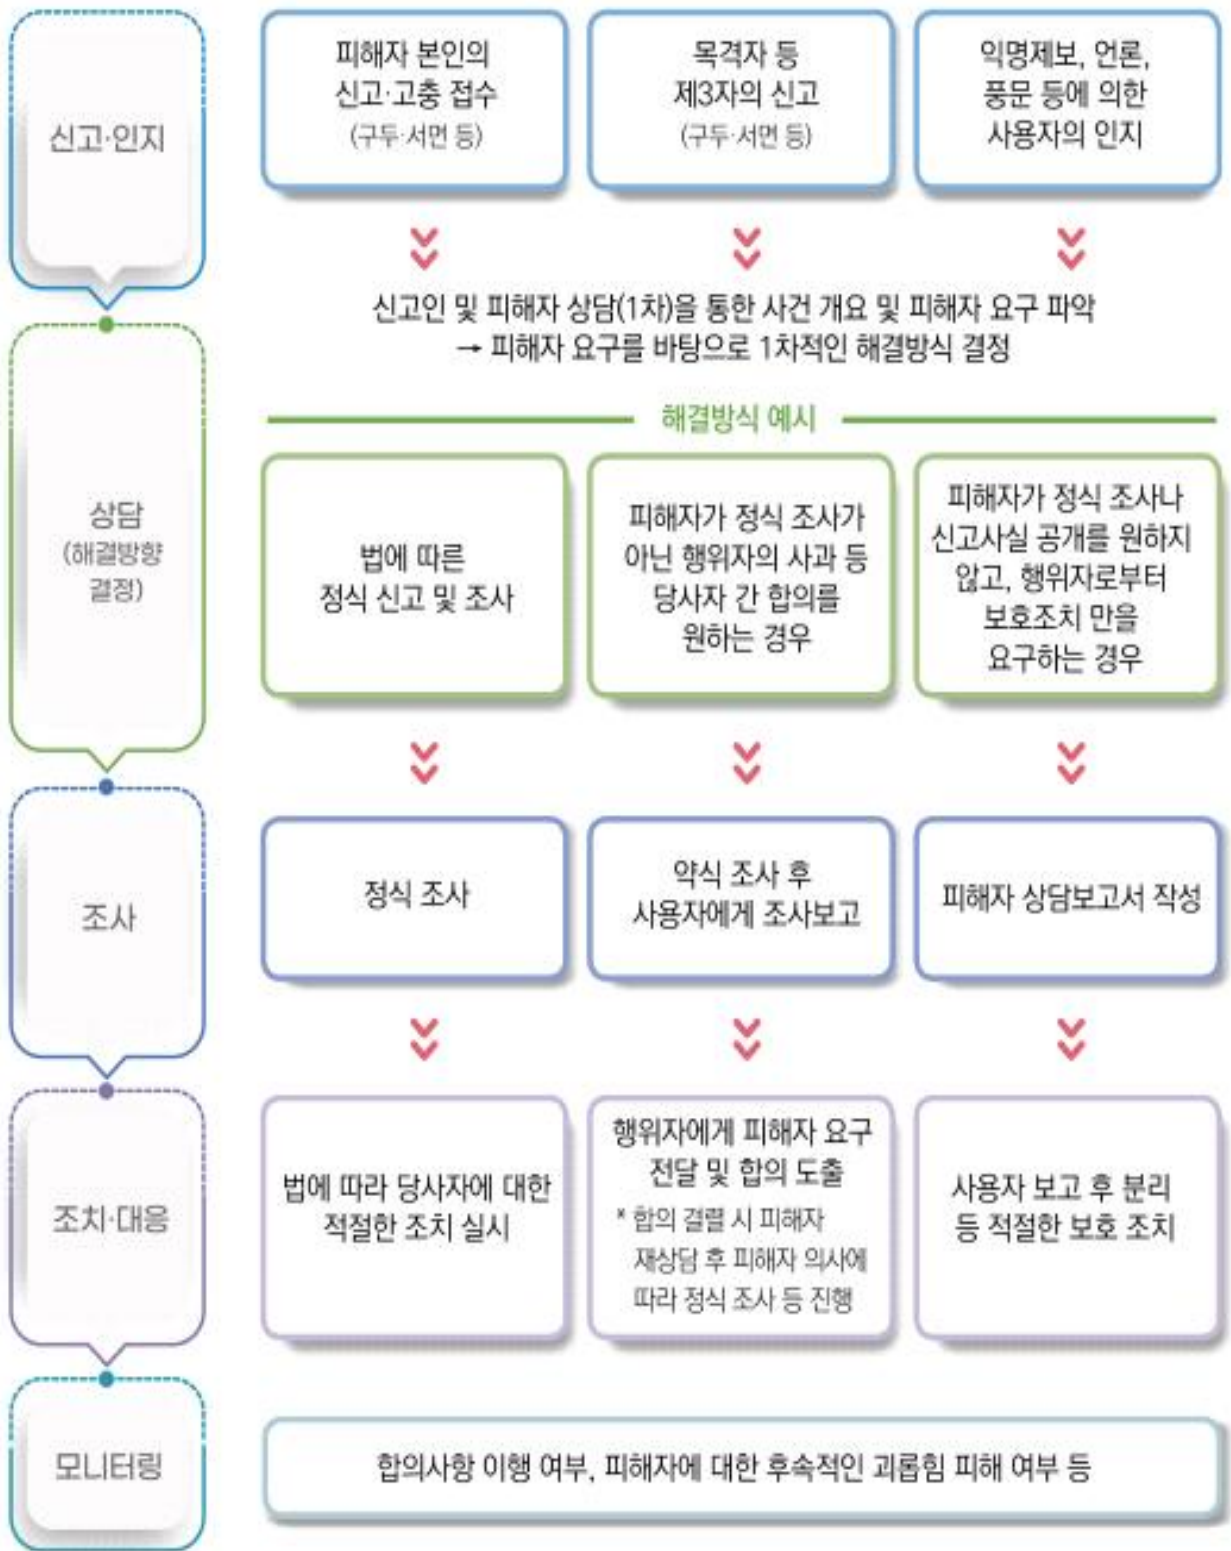 신고·인지
피해자 본인의
신고·고충 접수
(구두·서면 등)
목격자 등
제3자의 신고
(구두·서면 등)
익명제보, 언론,
풍문 등에 의한
사용자의 인지
신고인 및 피해자 상담(1차)을 통한 사건 개요 및 피해자 요구 파악
→ 피해자 요구를 바탕으로 1차적인 해결방식 결정
상담
(해결방향
결정)
해결방식 예시
법에 따른
정식 신고 및 조사
피해자가 정식 조사가
아닌 행위자의 사과 등
당사자 간 합의를
원하는 경우
피해자가 정식 조사나
신고사실 공개를 원하지
않고, 행위자로부터
보호조치 만을
요구하는 경우
조사
정식 조사
약식 조사 후
사용자에게 조사보고
피해자 상담보고서 작성
조치·대응
법에 따라 당사자에 대한
적절한 조치 실시
행위자에게 피해자 요구
전달 및 합의 도출
* 합의 결렬 시 피해자
재상담 후 피해자 의사에
따라 정식 조사 등 진행
사용자 보고 후 분리
등 적절한 보호 조치
모니터링
합의사항 이행 여부, 피해자에 대한 후속적인 괴롭힘 피해 여부 등